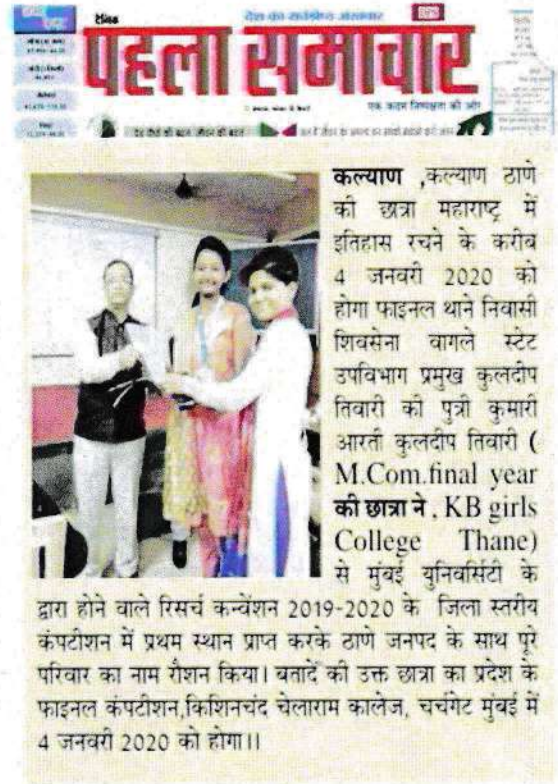 दैनिक
देश का सर्वश्रेष्ठ अखबार
पहला समाचार
एक कदम निष्पक्षता की ओर
कल्याण ,कल्याण ठाणे
की छात्रा महाराष्ट्र में
इतिहास रचने के करीब
4 जनवरी 2020 को
होगा फाइनल थाने निवासी
शिवसेना वागले स्टेट
उपविभाग प्रमुख कुलदीप
तिवारी की पुत्री कुमारी
आरती कुलदीप तिवारी (
M.Com.final year
की छात्रा ने , KB girls
College Thane)
से मुंबई युनिवर्सिटी के
द्वारा होने वाले रिसर्च कन्वेंशन 2019-2020 के जिला स्तरीय
कंपटीशन में प्रथम स्थान प्राप्त करके ठाणे जनपद के साथ पूरे
परिवार का नाम रौशन किया। बतादें की उक्त छात्रा का प्रदेश के
फाइनल कंपटीशन,किशिनचंद चेलाराम कालेज, चर्चगेट मुंबई में
4 जनवरी 2020 को होगा।।